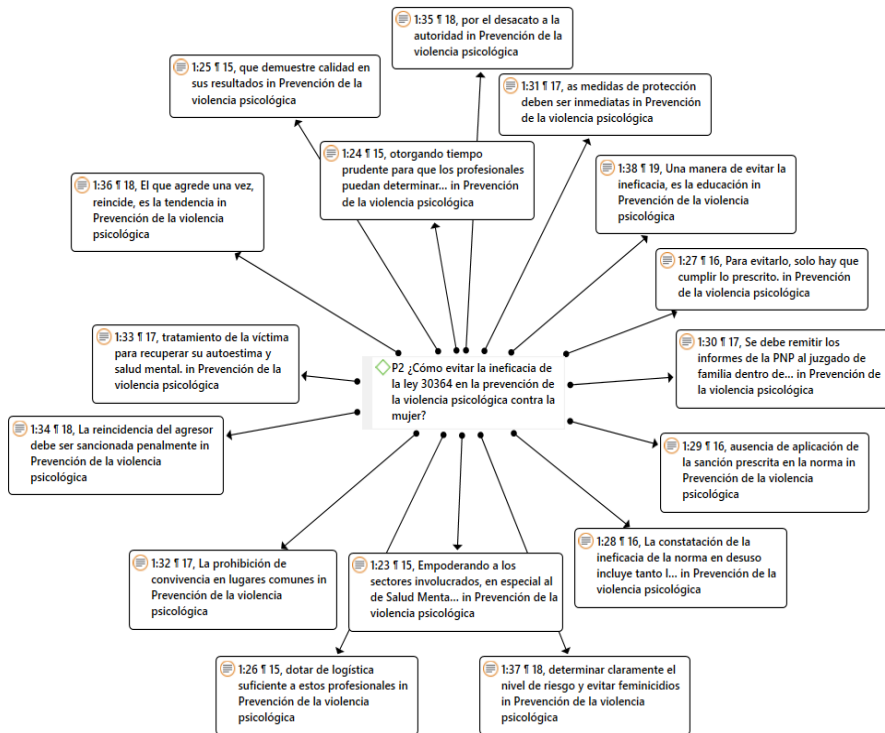 1:35 ¶ 18, por el desacato a la
autoridad in Prevención de la
violencia psicológica
1:25 ¶ 15, que demuestre calidad en
sus resultados in Prevención de la
violencia psicológica
1:31 ¶ 17, as medidas de protección
deben ser inmediatas in Prevención
de la violencia psicológica
1:24 ¶ 15, otorgando tiempo
prudente para que los profesionales
puedan determinar... in Prevención
de la violencia psicológica
1:38 ¶ 19, Una manera de evitar la
ineficacia, es la educación in
Prevención de la violencia
psicológica
1:36 ¶ 18, El que agrede una vez,
reincide, es la tendencia in
Prevención de la violencia
psicológica
1:27 ¶ 16, Para evitarlo, solo hay que
cumplir lo prescrito. in Prevención
de la violencia psicológica
1:33 ¶ 17, tratamiento de la víctima
para recuperar su autoestima y
salud mental. in Prevención de la
violencia psicológica
1:30 ¶ 17, Se debe remitir los
informes de la PNP al juzgado de
familia dentro de... in Prevención de
la violencia psicológica
P2 ¿Cómo evitar la ineficacia de
la ley 30364 en la prevención de
la violencia psicológica contra la
mujer?
1:34 ¶ 18, La reincidencia del agresor
debe ser sancionada penalmente in
Prevención de la violencia
psicológica
1:29 ¶ 16, ausencia de aplicación de
la sanción prescrita en la norma in
Prevención de la violencia
psicológica
1:28 ¶ 16, La constatación de la
ineficacia de la norma en desuso
incluye tanto l... in Prevención de la
violencia psicológica
1:32 ¶ 17, La prohibición de
convivencia en lugares comunes in
Prevención de la violencia
psicológica
1:23 ¶ 15, Empoderando a los
sectores involucrados, en especial al
de Salud Menta... in Prevención de la
violencia psicológica
1:26 ¶ 15, dotar de logística
suficiente a estos profesionales in
Prevención de la violencia
psicológica
1:37 ¶ 18, determinar claramente el
nivel de riesgo y evitar feminicidios
in Prevención de la violencia
psicológica